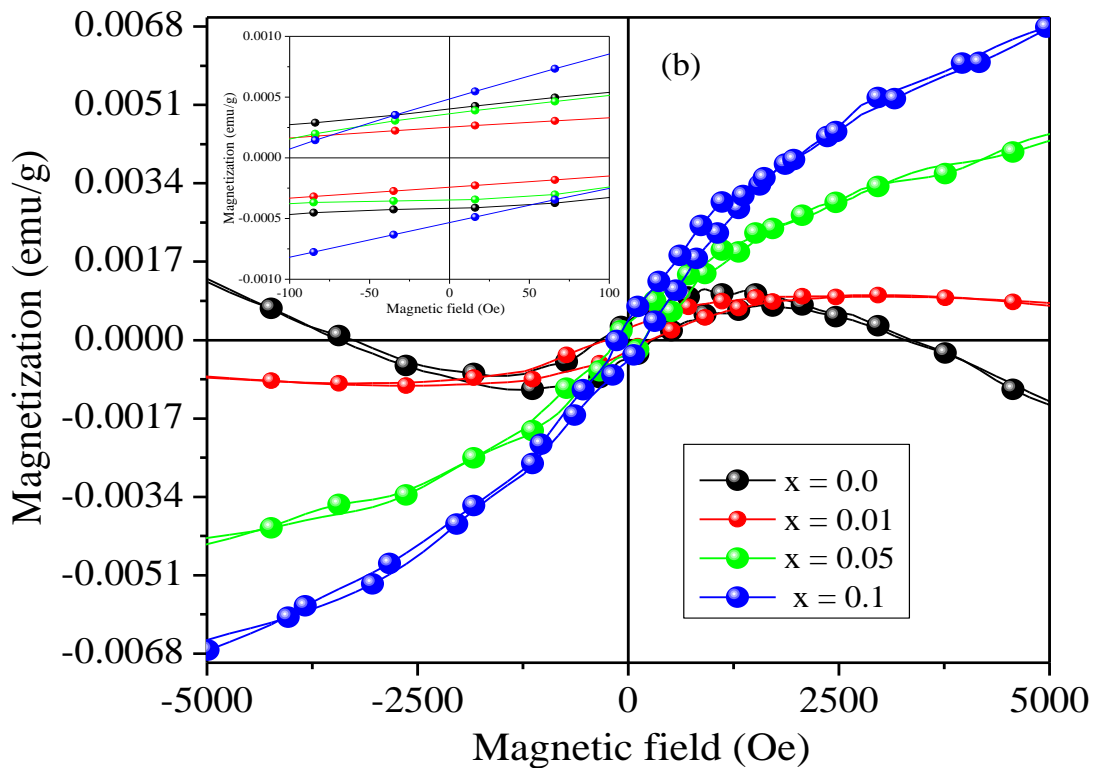 (b)
Magnetization (emu/g)
0.0068
0.0051
0.0034
0.0017
0.0000
-0.0017
-0.0034
-0.0051
-0.0068
-5000
-2500
0
2500
5000
Magnetic field (Oe)
Magnetization (emu/g)
0.0010
0.0005
0.0000
-0.00005
-0.0010
-100
-50
0
50
100
Magnetic field (Oe)
x = 0.0
x = 0.01
x = 0.05
x = 0.1